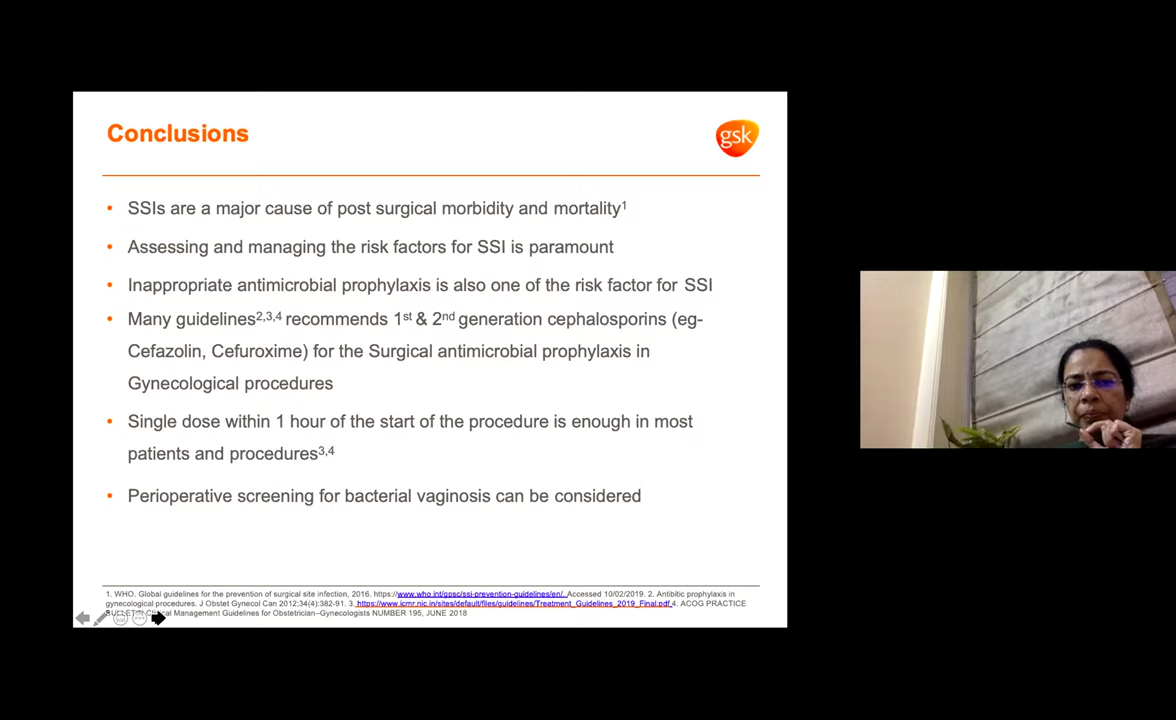 Conclusions
gsk
• SSIs are a major cause of post surgical morbidity and mortality1
• Assessing and managing the risk factors for SSI is paramount
• Inappropriate antimicrobial prophylaxis is also one of the risk factor for SSI
• Many guidelines2,3,4 recommends 1st & 2nd generation cephalosporins (eg-
Cefazolin, Cefuroxime) for the Surgical antimicrobial prophylaxis in
Gynecological procedures
• Single dose within 1 hour of the start of the procedure is enough in most
patients and procedures3,4
• Perioperative screening for bacterial vaginosis can be considered
1. WHO. Global guidelines for the prevention of surgical site infection, 2016. https://www.who.int/gpsc/ssi-prevention-guidelines/en/. Accessed 10/02/2019. 2. Antibitic prophylaxis in
gynecological procedures. J Obstet Gynecol Can 2012;34(4):382-91. 3. https://www.icmr.nic.in/sites/default/files/guidelines/Treatment_Guidelines_2019_Final.pdf. 4. ACOG PRACTICE
Management Guidelines for Obstetrician–Gynecologists NUMBER 195, JUNE 2018